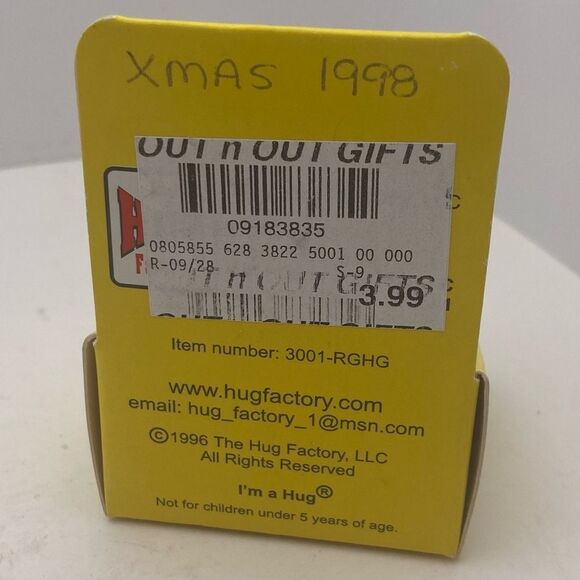 XMAS 1998
OUT n OUT GIFTS
09183835
0805855 628 3822 5001 00 000
R-09/28 S-9
n OUT GIFTS
3.99
Item number: 3001-RGHG
www.hugfactory.com
email: hug_factory_1@msn.com
©1996 The Hug Factory, LLC
All Rights Reserved
I'm a Hug®
Not for children under 5 years of age.